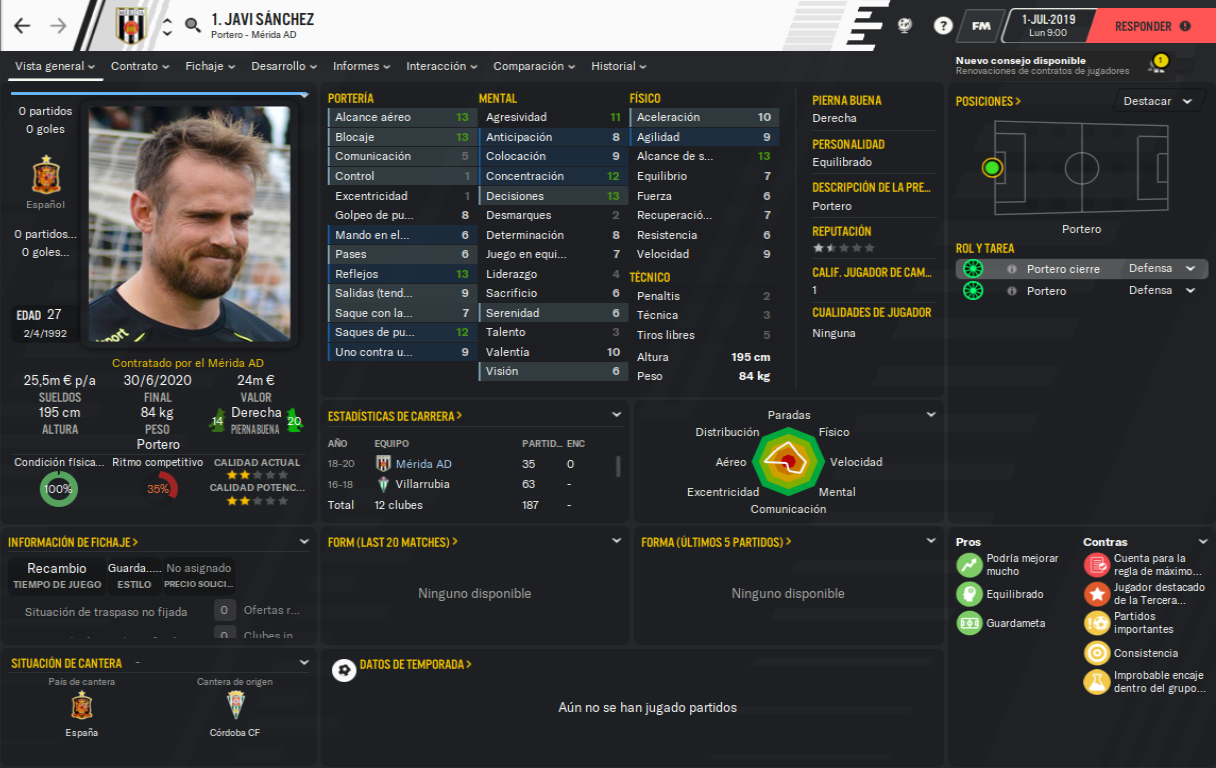 1. JAVI SÁNCHEZ
Portero - Mérida AD
FM
1-JUL-2019
Lun 9:00
RESPONDER
Vista general
Contrato
Fichaje
Desarrollo
Informes
Interacción
Comparación
Historial
Nuevo consejo disponible
Renovaciones de contratos de jugadores
1
0 partidos
0 goles
Español
0 partidos...
0 goles...
EDAD 27
2/4/1992
Contratado por el Mérida AD
25,5m € p/a
SUELDOS
30/6/2020
FINAL
24m €
VALOR
195 cm
ALTURA
84 kg
PESO
14
Derecha
PIERNA BUENA
20
Portero
Condición física...
100%
Ritmo competitivo
35%
CALIDAD ACTUAL
CALIDAD POTENC...
PORTERÍA
Alcance aéreo 13
Blocaje 13
Comunicación 5
Control 1
Excentricidad 1
Golpeo de pu... 8
Mando en el... 6
Pases 6
Reflejos 13
Salidas (tend... 9
Saque con la... 7
Saques de pu... 12
Uno contra u... 9
MENTAL
Agresividad 11
Anticipación 8
Colocación 9
Concentración 12
Decisiones 13
Desmarques 2
Determinación 8
Juego en equi... 7
Liderazgo 4
Sacrificio 6
Serenidad 6
Talento 3
Valentía 10
Visión 6
FÍSICO
Aceleración 10
Agilidad 9
Alcance de s... 13
Equilibrio 7
Fuerza 6
Recuperació... 7
Resistencia 6
Velocidad 9
TÉCNICO
Penaltis 2
Técnica 3
Tiros libres 5
Altura 195 cm
Peso 84 kg
PIERNA BUENA
Derecha
PERSONALIDAD
Equilibrado
DESCRIPCIÓN DE LA PRE...
Portero
REPUTACIÓN
CALIF. JUGADOR DE CAM...
1
CUALIDADES DE JUGADOR
Ninguna
POSICIONES >
Destacar
Portero
ROL Y TAREA
Portero cierre Defensa
Portero Defensa
ESTADÍSTICAS DE CARRERA >
AÑO EQUIPO PARTID... ENC
18-20 Mérida AD 35 0
16-18 Villarrubia 63 -
Total 12 clubes 187 -
Paradas
Distribución
Físico
Aéreo
Velocidad
Excentricidad
Mental
Comunicación
INFORMACIÓN DE FICHAJE >
Recambio
TIEMPO DE JUEGO
Guarda.....
ESTILO
No asignado
PRECIO SOLICI...
Situación de traspaso no fijada
0 Ofertas r...
FORM (LAST 20 MATCHES) >
Ninguno disponible
FORMA (ÚLTIMOS 5 PARTIDOS) >
Ninguno disponible
Pros
Podría mejorar
mucho
Equilibrado
Guardameta
Contras
Cuenta para la
regla de máximo...
Jugador destacado
de la Tercera...
Partidos
importantes
Consistencia
Improbable encaje
dentro del grupo...
SITUACIÓN DE CANTERA -
País de cantera
España
Cantera de origen
Córdoba CF
DATOS DE TEMPORADA >
Aún no se han jugado partidos